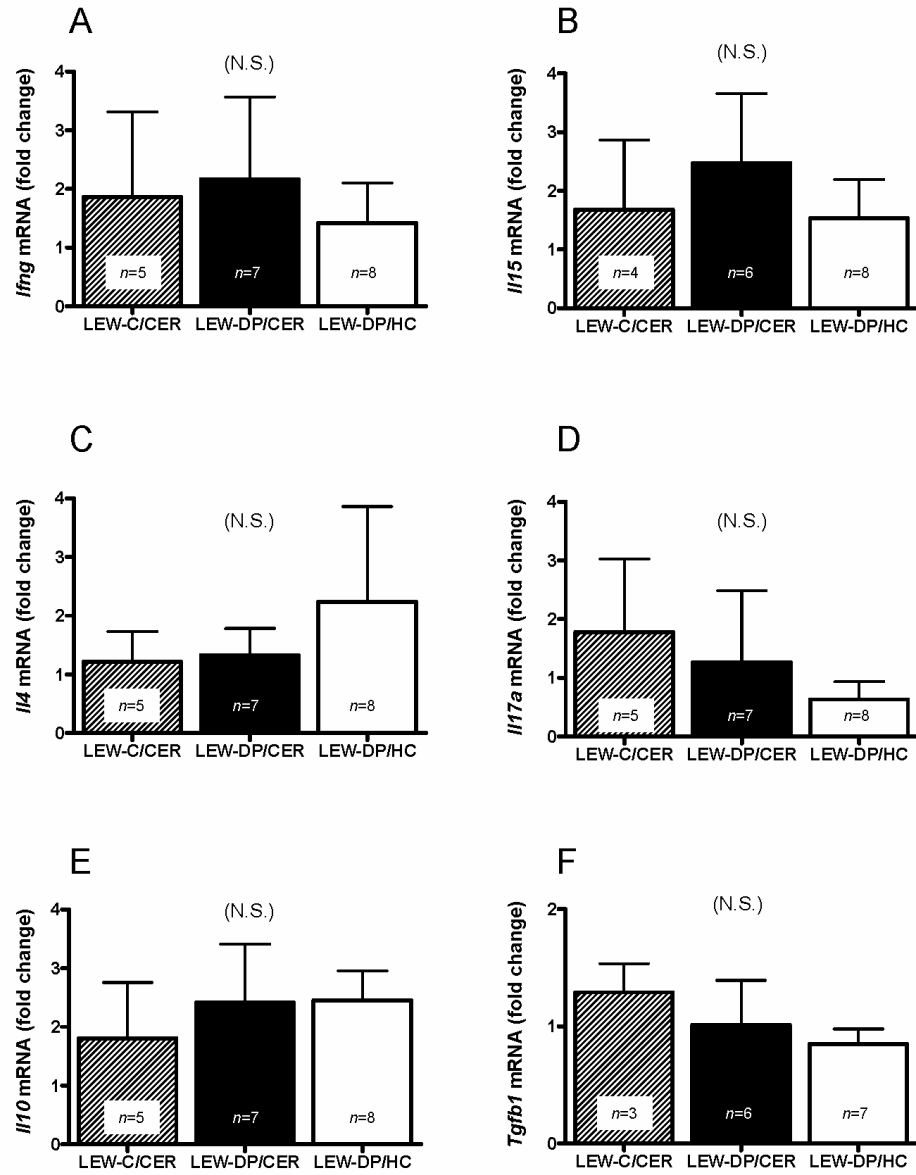 A
(N.S.)
Ifng mRNA (fold change)
4
3
2
1
0
n=5
n=7
n=8
LEW-C/CER LEW-DP/CER LEW-DP/HC
B
(N.S.)
Il15 mRNA (fold change)
4
3
2
1
0
n=4
n=6
n=8
LEW-C/CER LEW-DP/CER LEW-DP/HC
C
(N.S.)
Il4 mRNA (fold change)
4
3
2
1
0
n=5
n=7
n=8
LEW-C/CER LEW-DP/CER LEW-DP/HC
D
(N.S.)
Il17a mRNA (fold change)
4
3
2
1
0
n=5
n=7
n=8
LEW-C/CER LEW-DP/CER LEW-DP/HC
E
(N.S.)
Il10 mRNA (fold change)
4
3
2
1
0
n=5
n=7
n=8
LEW-C/CER LEW-DP/CER LEW-DP/HC
F
(N.S.)
Tgfb1 mRNA (fold change)
2
1
0
n=3
n=6
n=7
LEW-C/CER LEW-DP/CER LEW-DP/HC